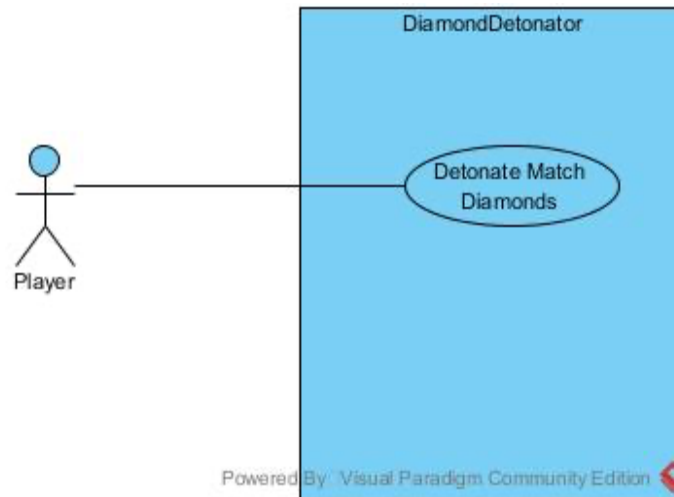 DiamondDetonator
Detonate Match
Diamonds
Player
Powered By Visual Paradigm Community Edition